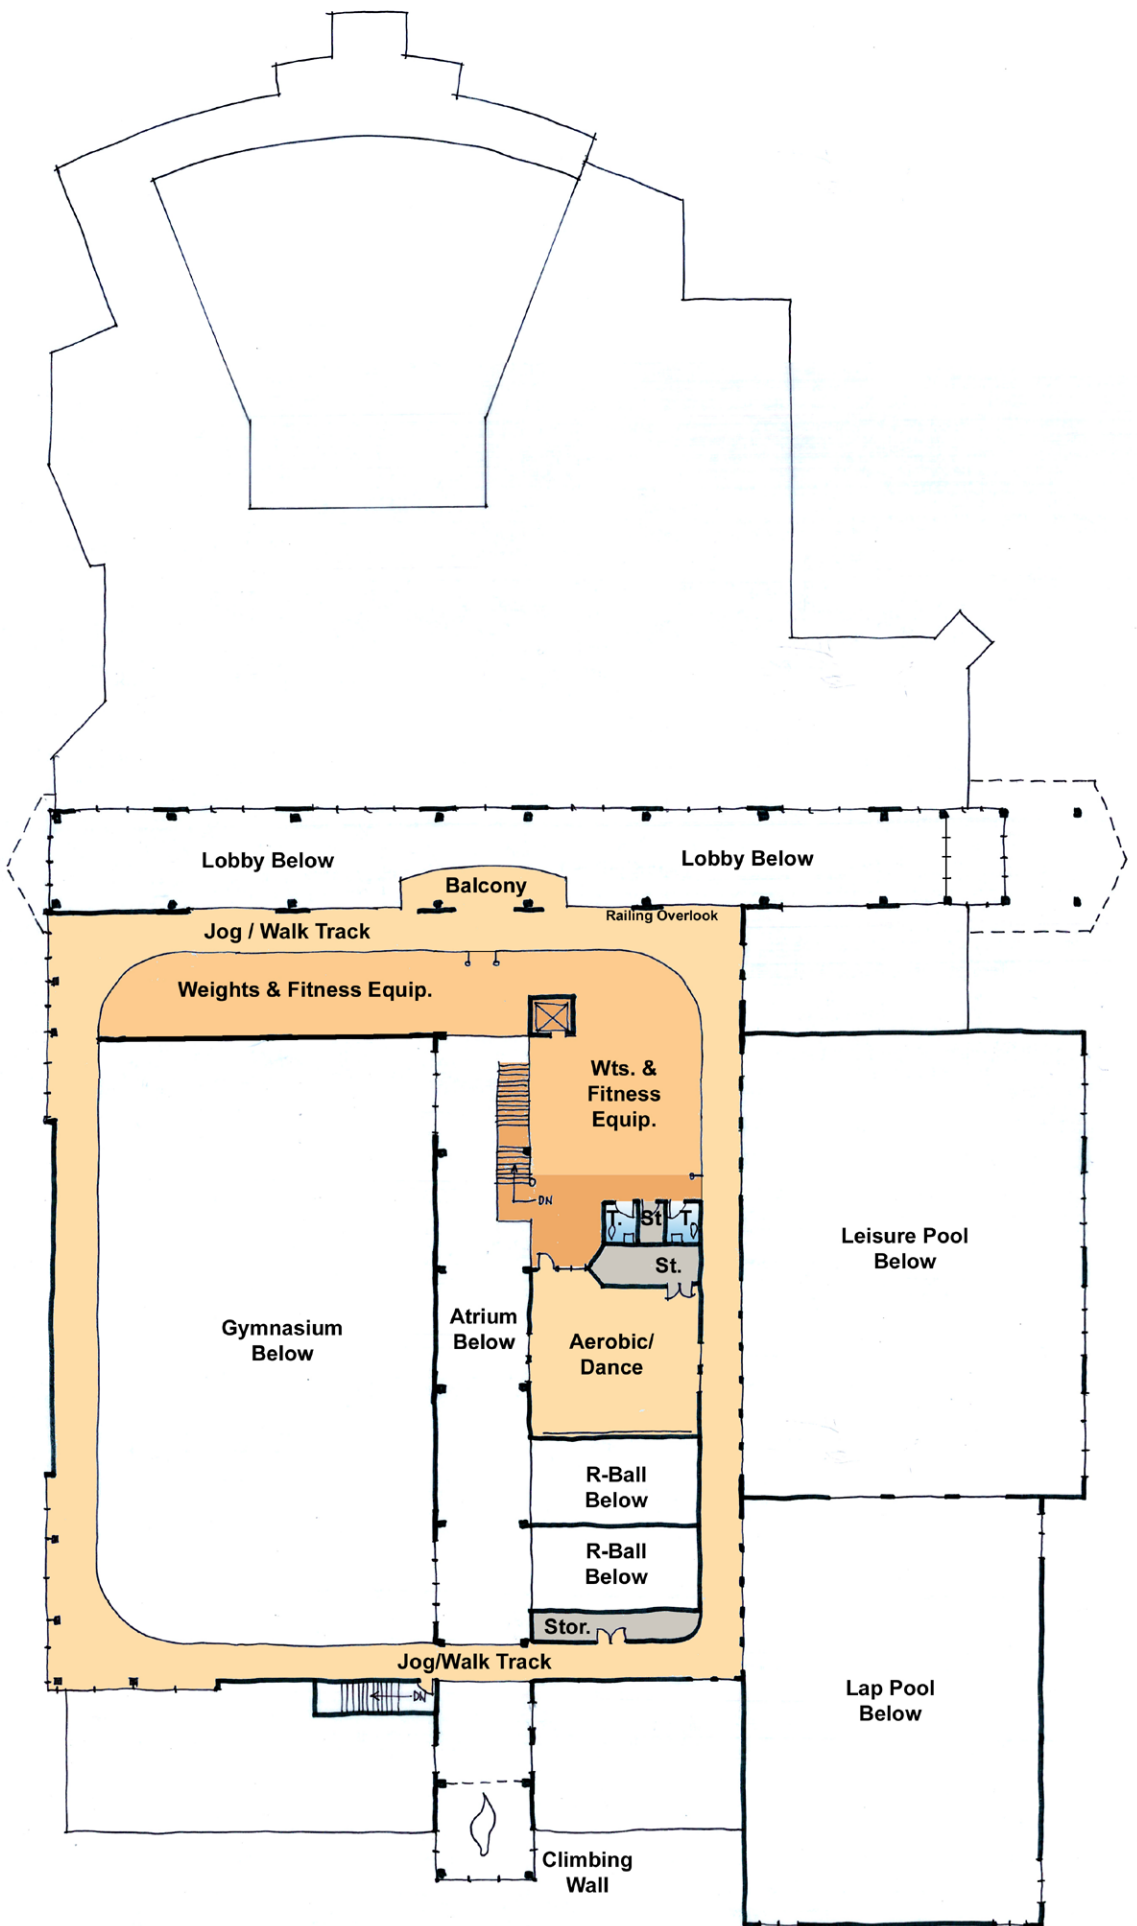 Lobby Below
Lobby Below
Balcony
Railing Overlook
Jog / Walk Track
Weights & Fitness Equip.
Wts. &
Fitness
Equip.
DN
T.
St
T.
St.
Leisure Pool
Below
Gymnasium
Below
Atrium
Below
Aerobic/
Dance
R-Ball
Below
R-Ball
Below
Stor.
Jog/Walk Track
DN
Lap Pool
Below
Climbing
Wall